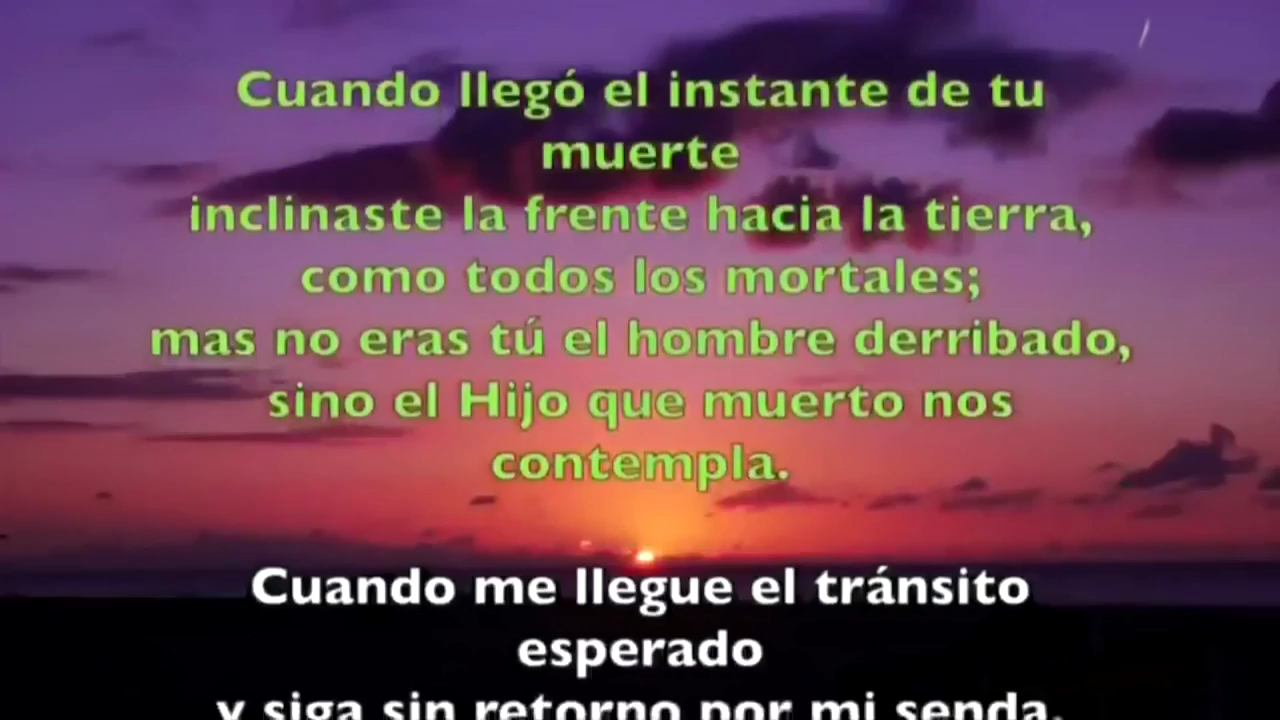 Cuando llegó el instante de tu
muerte
inclinaste la frente hacia la tierra,
como todos los mortales;
mas no eras tú el hombre derribado,
sino el Hijo que muerto nos
contempla.
Cuando me llegue el tránsito
esperado
y siga sin retorno por mi senda,